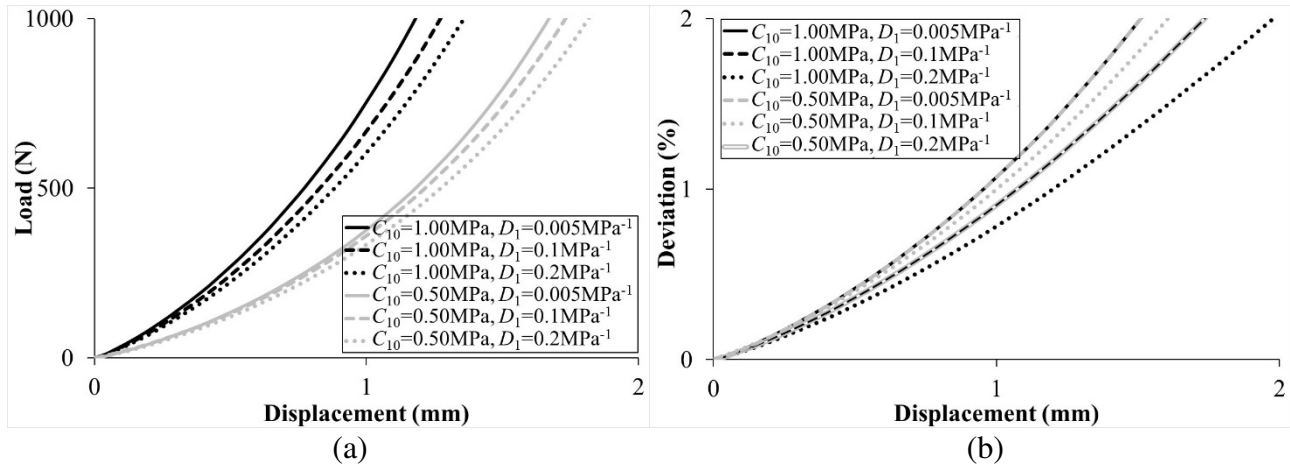 1000
500
0
0
1
2
Load (N)
Displacement (mm)
C₁₀=1.00MPa, D₁=0.005MPa⁻¹
C₁₀=1.00MPa, D₁=0.1MPa⁻¹
C₁₀=1.00MPa, D₁=0.2MPa⁻¹
C₁₀=0.50MPa, D₁=0.005MPa⁻¹
C₁₀=0.50MPa, D₁=0.1MPa⁻¹
C₁₀=0.50MPa, D₁=0.2MPa⁻¹
(a)
2
1
0
0
1
2
Deviation (%)
Displacement (mm)
C₁₀=1.00MPa, D₁=0.005MPa⁻¹
C₁₀=1.00MPa, D₁=0.1MPa⁻¹
C₁₀=1.00MPa, D₁=0.2MPa⁻¹
C₁₀=0.50MPa, D₁=0.005MPa⁻¹
C₁₀=0.50MPa, D₁=0.1MPa⁻¹
C₁₀=0.50MPa, D₁=0.2MPa⁻¹
(b)